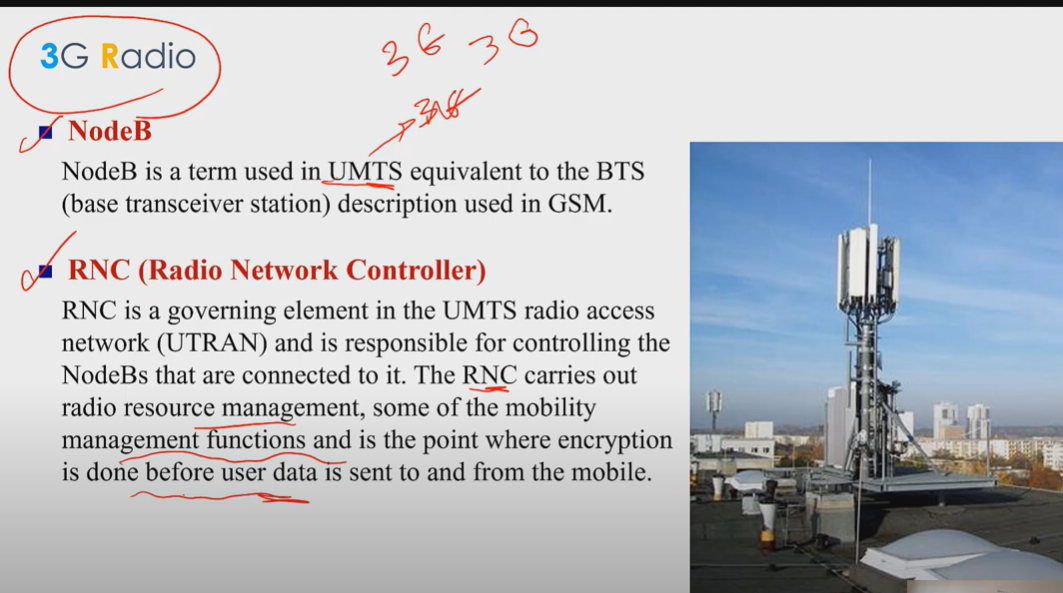 3G Radio
3G 3G
NodeB
NodeB is a term used in UMTS equivalent to the BTS
(base transceiver station) description used in GSM.
RNC (Radio Network Controller)
RNC is a governing element in the UMTS radio access
network (UTRAN) and is responsible for controlling the
NodeBs that are connected to it. The RNC carries out
radio resource management, some of the mobility
management functions and is the point where encryption
is done before user data is sent to and from the mobile.